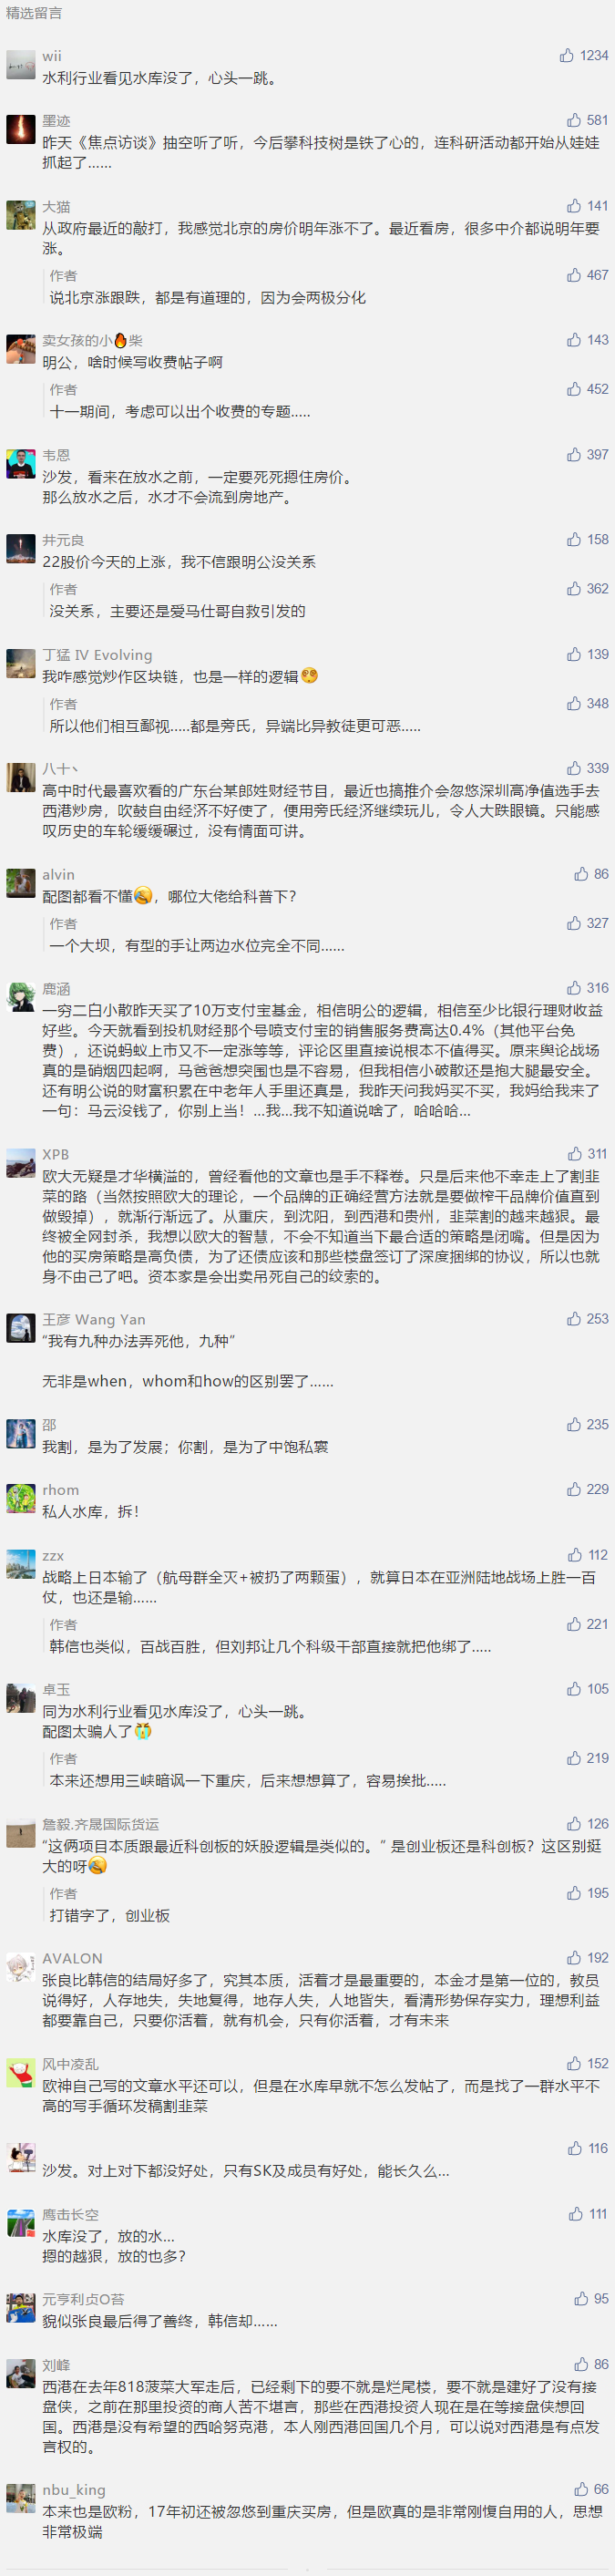 精选留言
wii 1234
水利行业看见水库没了，心头一跳。
墨迹 581
昨天《焦点访谈》抽空听了听，今后攀科技树是铁了心的，连科研活动都开始从娃娃
抓起了......
大猫 141
从政府最近的敲打，我感觉北京的房价明年涨不了。最近看房，很多中介都说明年要
涨。
作者 467
说北京涨跟跌，都是有道理的，因为会两极分化
卖女孩的小🔥柴 143
明公，啥时候写收费帖子啊
作者 452
十一期间，考虑可以出个收费的专题.....
韦恩 397
沙发，看来在放水之前，一定要死死摁住房价。
那么放水之后，水才不会流到房地产。
井元良 158
22股价今天的上涨，我不信跟明公没关系
作者 362
没关系，主要还是爱马仕哥自救引发的
丁猛 IV Evolving 139
我咋感觉炒作区块链，也是一样的逻辑
作者 348
所以他们相互鄙视.....都是旁氏，异端比异教徒更可恶.....
八十丶 339
高中时代最喜欢看的广东台某郎姓财经节目，最近也搞推介会忽悠深圳高净值选手去
西港炒房，吹鼓自由经济不好使了，便用旁氏经济继续玩儿，令人大跌眼镜。只能感
叹历史的车轮缓缓碾过，没有情面可讲。
alvin 86
配图都看不懂，哪位大佬给科普下？
作者 327
一个大坝，有型的手让两边水位完全不同......
鹿涵 316
一穷二白小散昨天买了10万支付宝基金，相信明公的逻辑，相信至少比银行理财收益
好些。今天就看到投机财经那个号喷支付宝的销售服务费高达0.4%（其他平台免
费），还说蚂蚁上市又不一定涨等等，评论区里直接说根本不值得买。原来舆论战场
真的是硝烟四起啊，马爸爸想突围也是不容易，但我相信小破散还是抱大腿最安全。
还有明公说的财富积累在中老年人手里还真是，我昨天问我妈买不买，我妈给我来了
一句：马云没钱了，你别上当！...我...我不知道说啥了，哈哈哈...
XPB 311
欧大无疑是才华横溢的，曾经看他的文章也是手不释卷。只是后来他不幸走上了割韭
菜的路（当然按照欧大的理论，一个品牌的正确经营方法就是要做榨干品牌价值直到
做毁掉），就渐行渐远了。从重庆，到沈阳，到西港和贵州，韭菜割的越来越狠。最
终被全网封杀，我想以欧大的智慧，不会不知道当下最合适的策略是闭嘴。但是因为
他的买房策略是高负债，为了还债应该和那些楼盘签订了深度捆绑的协议，所以也就
身不由己了吧。资本家是会出卖吊死自己的绞索的。
王彦 Wang Yan 253
“我有九种办法弄死他，九种”
无非是when，whom和how的区别罢了......
邵 235
我割，是为了发展；你割，是为了中饱私囊
rhom 229
私人水库，拆！
zzx 112
战略上日本输了（航母群全灭+被扔了两颗蛋），就算日本在亚洲陆地战场上胜一百
仗，也还是输......
作者 221
韩信也类似，百战百胜，但刘邦让几个科级干部直接就把他绑了.....
卓玉 105
同为水利行业看见水库没了，心头一跳。
配图太骗人了
作者 219
本来还想用三峡暗讽一下重庆，后来想想算了，容易挨批.....
詹毅.齐晟国际货运 126
“这俩项目本质跟最近科创板的妖股逻辑是类似的。” 是创业板还是科创板？这区别挺
大的呀
作者 195
打错字了，创业板
AVALON 192
张良比韩信的结局好多了，究其本质，活着才是最重要的，本金才是第一位的，教员
说得好，人存地失，失地复得，地存人失，人地皆失，看清形势保存实力，理想利益
都要靠自己，只要你活着，就有机会，只有你活着，才有未来
风中凌乱 152
欧神自己写的文章水平还可以，但是在水库早就不怎么发帖了，而是找了一群水平不
高的写手循环发稿割韭菜
116
沙发。对上对下都没好处，只有SK及成员有好处，能长久么...
鹰击长空 111
水库没了，放的水...
摁的越狠，放的也多？
元亨利贞O苔 95
貌似张良最后得了善终，韩信却......
刘峰 86
西港在去年818菠菜大军走后，已经剩下的要不就是烂尾楼，要不就是建好了没有接
盘侠，之前在那里投资的商人苦不堪言，那些在西港投资人现在是在等接盘侠想回
国。西港是没有希望的西哈努克港，本人刚西港回国几个月，可以说对西港是有点发
言权的。
nbu_king 66
本来也是欧粉，17年初还被忽悠到重庆买房，但是欧真的是非常刚愎自用的人，思想
非常极端